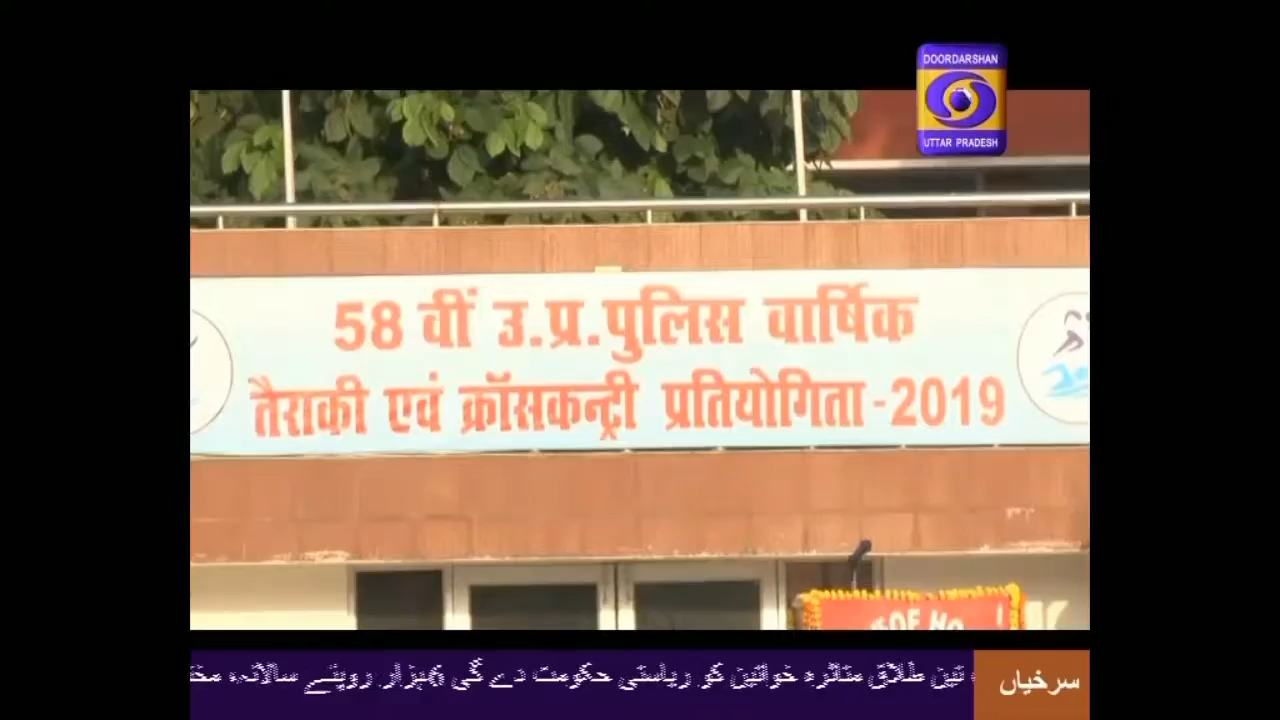 DOORDARSHAN
UTTAR PRADESH
58 वीं उ.प्र.पुलिस वार्षिक
तैराकी एवं क्रॉसकन्ट्री प्रतियोगिता-2019
تین طلاق متاثرہ خواتین کو ریاستی حکومت دے گی 6ہزار روپئے سالانہ،
سرخیاں